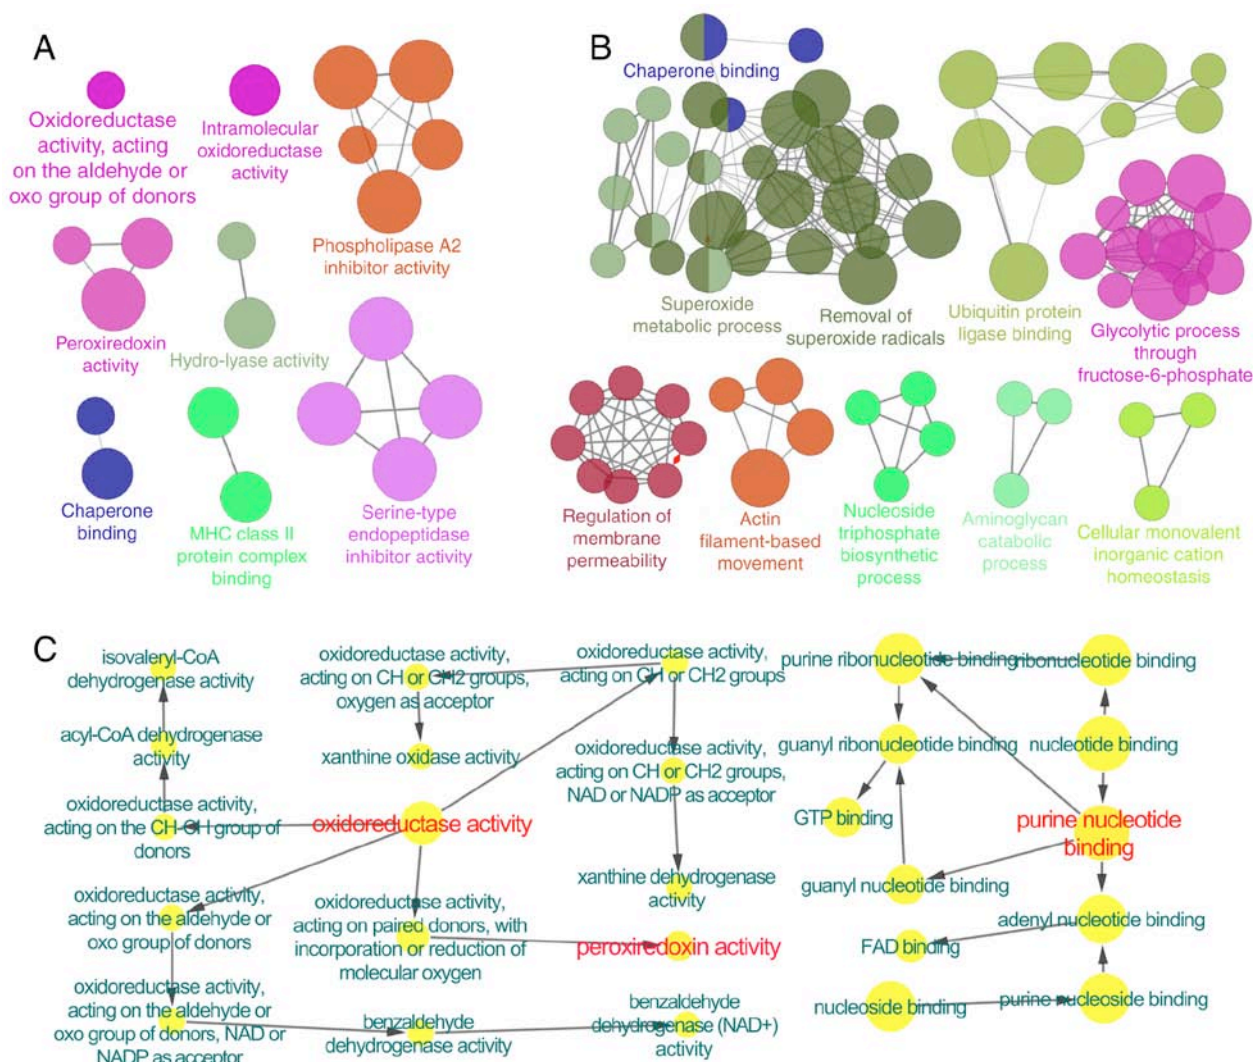 A
Oxidoreductase
activity, acting
on the aldehyde or
oxo group of donors
Intramolecular
oxidoreductase
activity
Phospholipase A2
inhibitor activity
Peroxiredoxin
activity
Hydro-lyase activity
Chaperone
binding
MHC class II
protein complex
binding
Serine-type
endopeptidase
inhibitor activity
B
Chaperone binding
Superoxide
metabolic process
Removal of
superoxide radicals
Ubiquitin protein
ligase binding
Glycolytic process
through
fructose-6-phosphate
Regulation of
membrane
permeability
Actin
filament-based
movement
Nucleoside
triphosphate
biosynthetic
process
Aminoglycan
catabolic
process
Cellular monovalent
inorganic cation
homeostasis
C
isovaleryl-CoA
dehydrogenase activity
oxidoreductase activity,
acting on CH or CH2 groups,
oxygen as acceptor
oxidoreductase activity,
acting on CH or CH2 groups
purine ribonucleotide binding
ribonucleotide binding
acyl-CoA dehydrogenase
activity
xanthine oxidase activity
oxidoreductase activity,
acting on CH or CH2 groups,
NAD or NADP as acceptor
guanyl ribonucleotide binding
nucleotide binding
oxidoreductase activity,
acting on the CH-CH group of
donors
oxidoreductase activity
GTP binding
purine nucleotide
binding
xanthine dehydrogenase
activity
guanyl nucleotide binding
oxidoreductase activity,
acting on the aldehyde or
oxo group of donors
oxidoreductase activity,
acting on paired donors, with
incorporation or reduction of
molecular oxygen
peroxiredoxin activity
adenyl nucleotide binding
FAD binding
oxidoreductase activity,
acting on the aldehyde or
oxo group of donors, NAD or
NADP as acceptor
benzaldehyde
dehydrogenase activity
benzaldehyde
dehydrogenase (NAD+)
activity
nucleoside binding
purine nucleoside binding